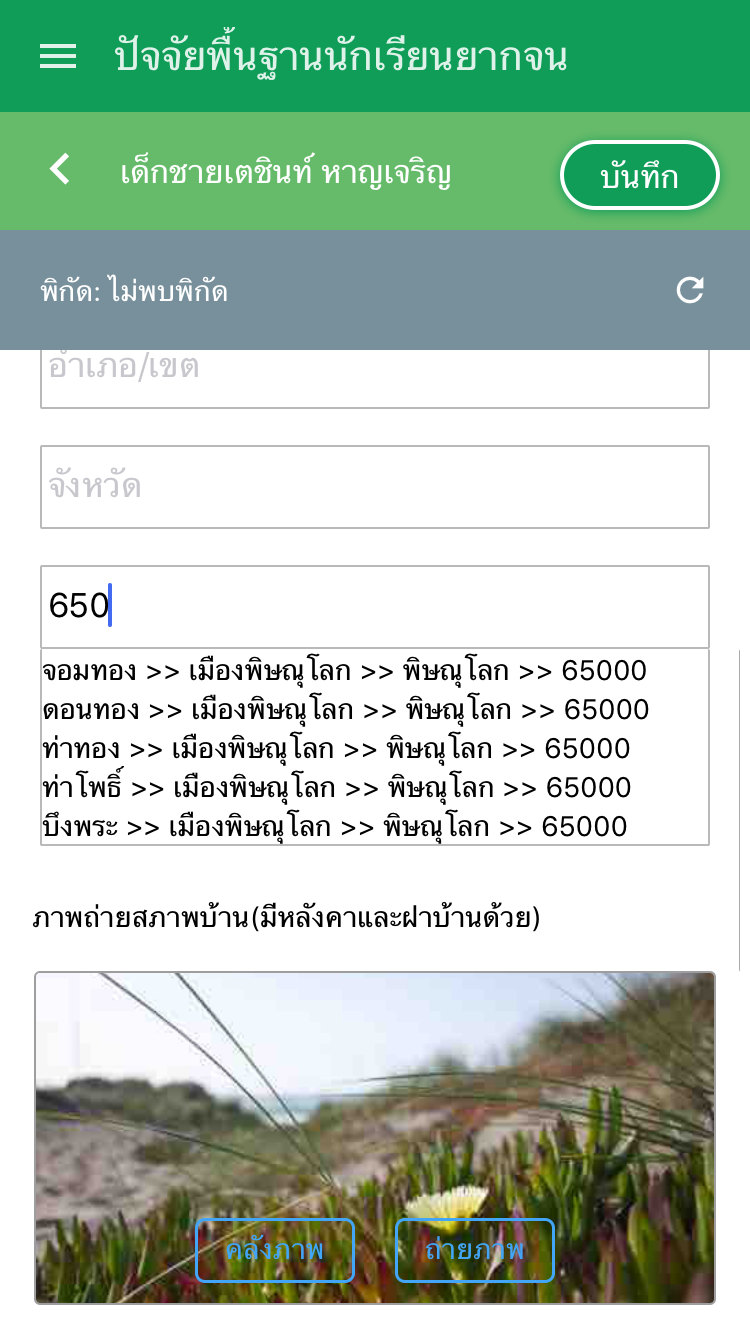 ปัจจัยพื้นฐานนักเรียนยากจน
เด็กชายเตชินท์ หาญเจริญ
บันทึก
พิกัด: ไม่พบพิกัด
อำเภอ/เขต
จังหวัด
650
จอมทอง >> เมืองพิษณุโลก >> พิษณุโลก >> 65000
ดอนทอง >> เมืองพิษณุโลก >> พิษณุโลก >> 65000
ท่าทอง >> เมืองพิษณุโลก >> พิษณุโลก >> 65000
ท่าโพธิ์ >> เมืองพิษณุโลก >> พิษณุโลก >> 65000
บึงพระ >> เมืองพิษณุโลก >> พิษณุโลก >> 65000
ภาพถ่ายสภาพบ้าน(มีหลังคาและฝาบ้านด้วย)
คลังภาพ
ถ่ายภาพ